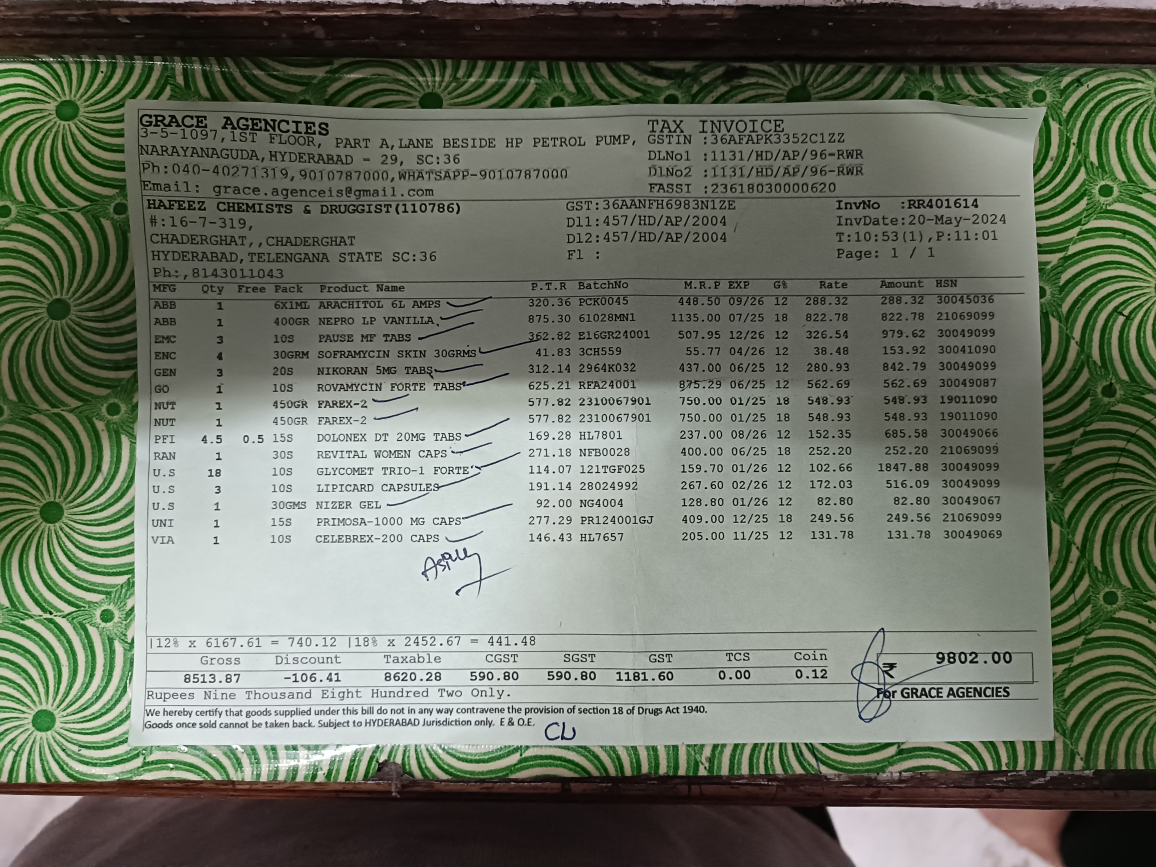 GRACE AGENCIES TAX INVOICE
3-5-1097,1ST FLOOR, PART A,LANE BESIDE HP PETROL PUMP, GSTIN :36AFAPK3352C1ZZ
NARAYANAGUDA,HYDERABAD - 29, SC:36 DLNo1 :1131/HD/AP/96-RWR
Ph:040-40271319,9010787000,WHATSAPP-9010787000 DLNo2 :1131/HD/AP/96-RWR
Email: grace.agenceis@gmail.com FASSI :23618030000620
HAFEEZ CHEMISTS & DRUGGIST(110786) GST:36AANFH6983N1ZE InvNo :RR401614
#:16-7-319, Dl1:457/HD/AP/2004 InvDate:20-May-2024
CHADERGHAT,,CHADERGHAT Dl2:457/HD/AP/2004 T:10:53(1),P:11:01
HYDERABAD,TELENGANA STATE SC:36 Fl : Page: 1 / 1
Ph:,8143011043
MFG Qty Free Pack Product Name P.T.R BatchNo M.R.P EXP G% Rate Amount HSN
ABB 1 6X1ML ARACHITOL 6L AMPS 320.36 PCK0045 448.50 09/26 12 288.32 288.32 30045036
ABB 1 400GR NEPRO LP VANILLA 875.30 61028MN1 1135.00 07/25 18 822.78 822.78 21069099
EMC 3 10S PAUSE MF TABS 362.82 E16GR24001 507.95 12/26 12 326.54 979.62 30049099
ENC 4 30GRM SOFRAMYCIN SKIN 30GRMS 41.83 3CH559 55.77 04/26 12 38.48 153.92 30041090
GEN 3 20S NIKORAN 5MG TABS 312.14 2964K032 437.00 06/25 12 280.93 842.79 30049099
GO 1 10S ROVAMYCIN FORTE TABS 625.21 RFA24001 875.29 06/25 12 562.69 562.69 30049087
NUT 1 450GR FAREX-2 577.82 2310067901 750.00 01/25 18 548.93 548.93 19011090
NUT 1 450GR FAREX-2 577.82 2310067901 750.00 01/25 18 548.93 548.93 19011090
PFI 4.5 0.5 15S DOLONEX DT 20MG TABS 169.28 HL7801 237.00 08/26 12 152.35 685.58 30049066
RAN 1 30S REVITAL WOMEN CAPS 271.18 NFB0028 400.00 06/25 18 252.20 252.20 21069099
U.S 18 10S GLYCOMET TRIO-1 FORTE 114.07 121TGF025 159.70 01/26 12 102.66 1847.88 30049099
U.S 3 10S LIPICARD CAPSULES 191.14 28024992 267.60 02/26 12 172.03 516.09 30049099
U.S 1 30GMS NIZER GEL 92.00 NG4004 128.80 01/26 12 82.80 82.80 30049067
UNI 1 15S PRIMOSA-1000 MG CAPS 277.29 PR124001GJ 409.00 12/25 18 249.56 249.56 21069099
VIA 1 10S CELEBREX-200 CAPS 146.43 HL7657 205.00 11/25 12 131.78 131.78 30049069
|12% x 6167.61 = 740.12 |18% x 2452.67 = 441.48
Gross Discount Taxable CGST SGST GST TCS Coin ₹ 9802.00
8513.87 -106.41 8620.28 590.80 590.80 1181.60 0.00 0.12
Rupees Nine Thousand Eight Hundred Two Only. For GRACE AGENCIES
We hereby certify that goods supplied under this bill do not in any way contravene the provision of section 18 of Drugs Act 1940.
Goods once sold cannot be taken back. Subject to HYDERABAD Jurisdiction only. E & O.E.